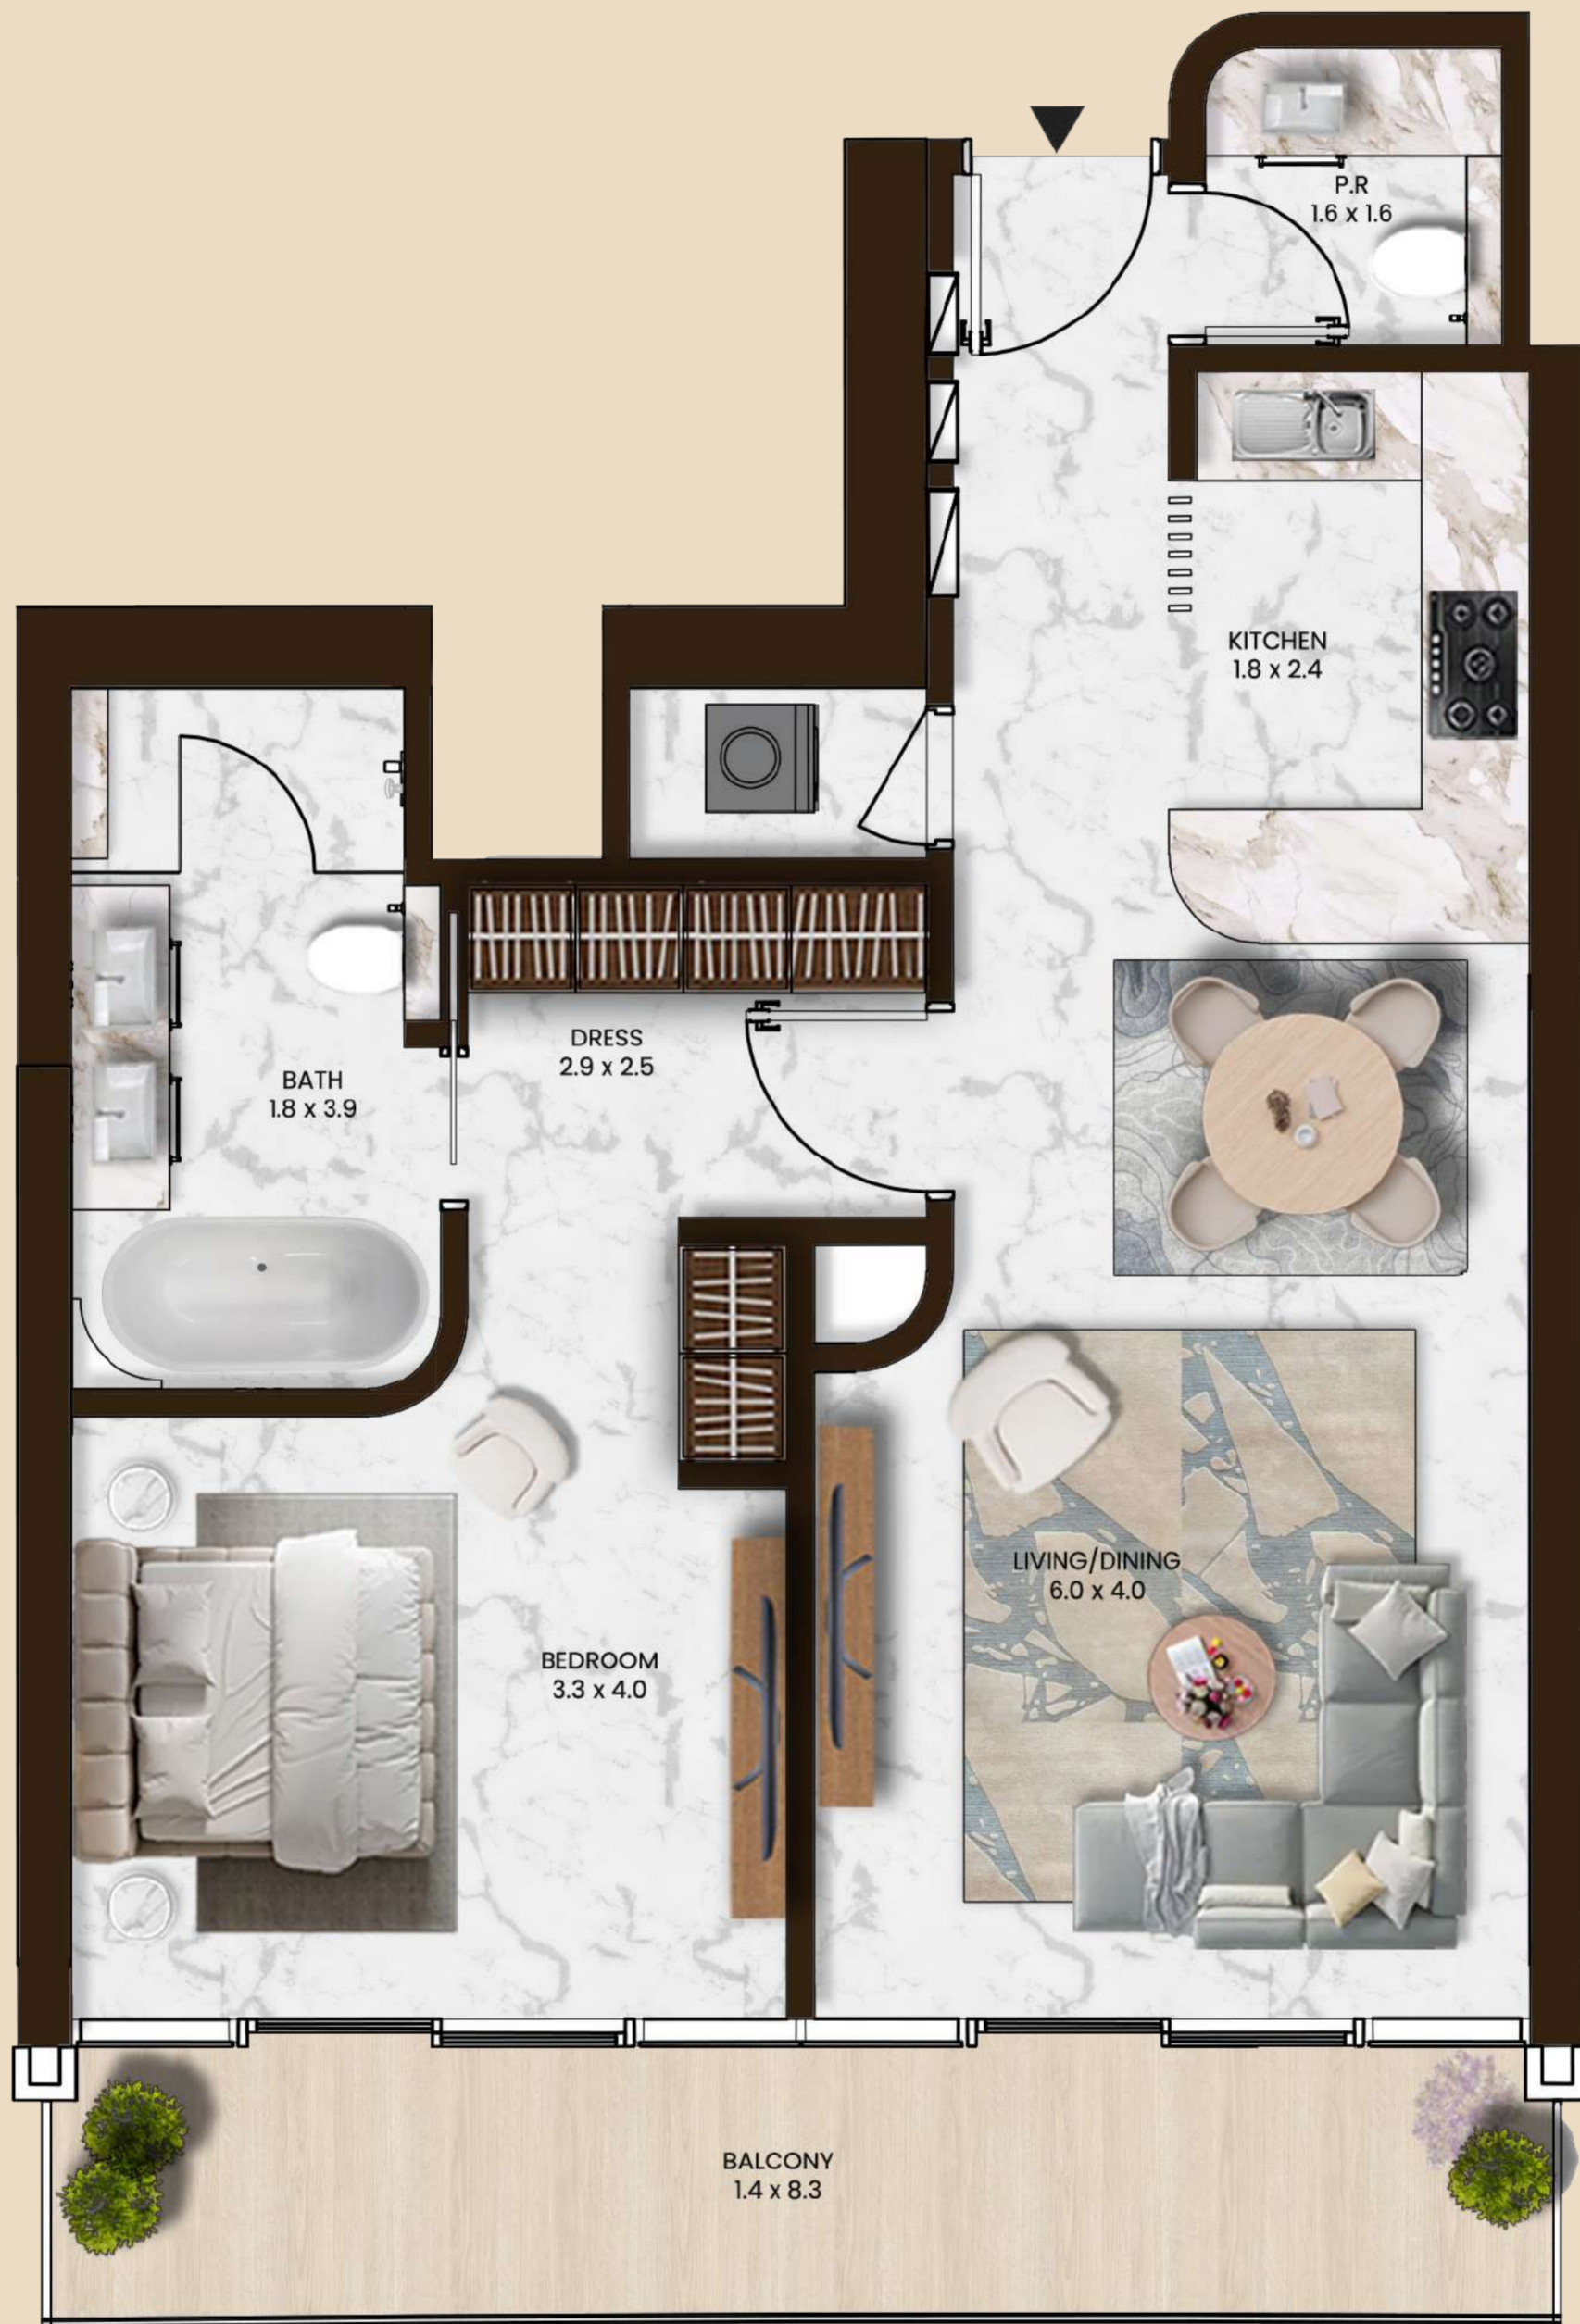 P.R
1.6 x 1.6
KITCHEN
1.8 x 2.4
DRESS
2.9 x 2.5
BATH
1.8 x 3.9
LIVING/DINING
6.0 x 4.0
BEDROOM
3.3 x 4.0
BALCONY
1.4 x 8.3